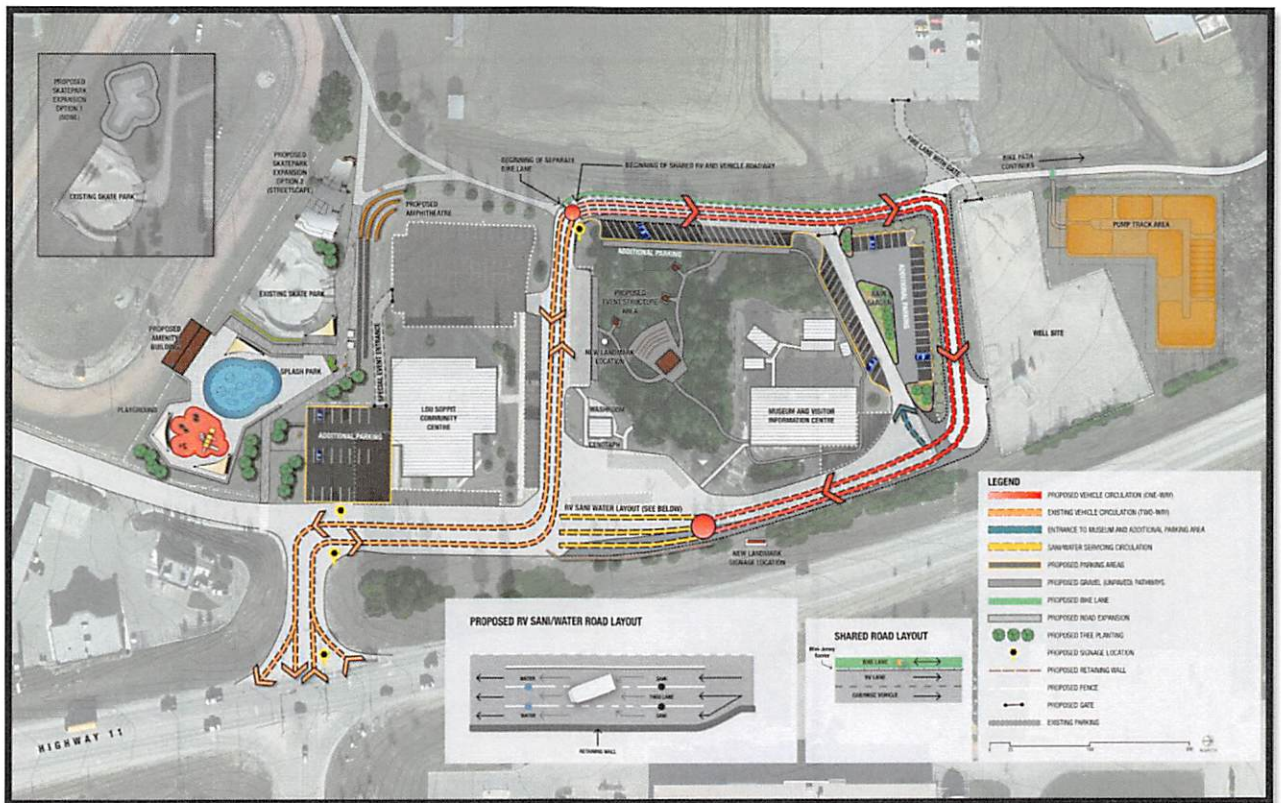 PROPOSED
SKATEPARK
EXPANSION
OPTION 1
(BOWL)
EXISTING SKATE PARK
PROPOSED
SKATEPARK
EXPANSION
OPTION 2
(STREETSCAPE)
PROPOSED
AMPHITHEATRE
EXISTING SKATE PARK
PROPOSED
AMENITY
BUILDING
SPLASH PARK
PLAYGROUND
SPECIAL EVENT ENTRANCE
ADDITIONAL PARKING
LOU SOPPIT
COMMUNITY
CENTRE
BEGINNING OF SEPARATE
BIKE LANE
BEGINNING OF SHARED RV AND VEHICLE ROADWAY
FIRE LANE WITH GATE
BIKE PATH
CONTINUES
PUMP TRACK AREA
ADDITIONAL PARKING
PROPOSED
EVENT STRUCTURE
AREA
NEW LANDMARK
LOCATION
WASHROOM
CENOTAPH
RAIN
GARDEN
ADDITIONAL PARKING
WELL SITE
MUSEUM AND VISITOR
INFORMATION CENTRE
RV SANI WATER LAYOUT (SEE BELOW)
NEW LANDMARK
SIGNAGE LOCATION
HIGHWAY 11
PROPOSED RV SANI/WATER ROAD LAYOUT
WATER
SANI
THRU LANE
WATER
SANI
RETAINING WALL
SHARED ROAD LAYOUT
BIKE LANE
RV LANE
LEGEND
PROPOSED VEHICLE CIRCULATION (ONE-WAY)
EXISTING VEHICLE CIRCULATION (TWO-WAY)
ENTRANCE TO MUSEUM AND ADDITIONAL PARKING AREA
SANI/WATER SERVICING CIRCULATION
PROPOSED PARKING AREAS
PROPOSED GRAVEL (UNPAVED) PATHWAYS
PROPOSED BIKE LANE
PROPOSED ROAD EXPANSION
PROPOSED TREE PLANTING
PROPOSED SIGNAGE LOCATION
PROPOSED RETAINING WALL
PROPOSED FENCE
PROPOSED GATE
EXISTING PARKING